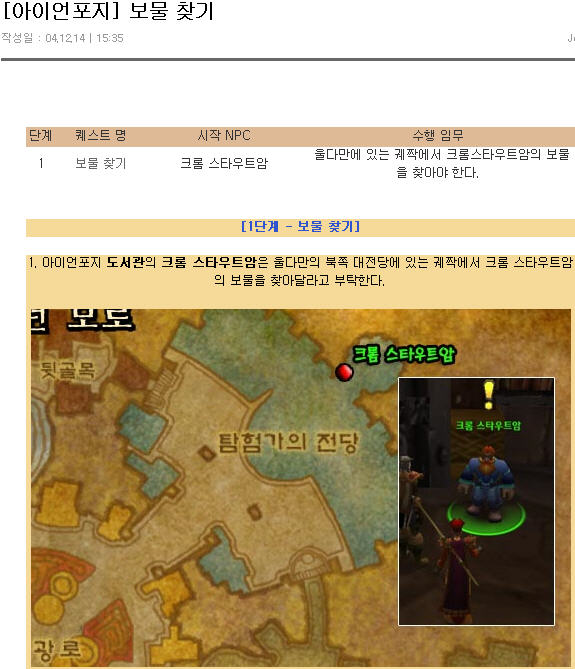 [아이언포지] 보물 찾기
작성일 : 04.12.14 | 15:35
단계 퀘스트 명 시작 NPC 수행 임무
1 보물 찾기 크롬 스타우트암 울다만에 있는 궤짝에서 크롬스타우트암의 보물
을 찾아야 한다.
[1단계 - 보물 찾기]
1. 아이언포지 도서관의 크롬 스타우트암은 울다만의 북쪽 대전당에 있는 궤짝에서 크롬 스타우트암
의 보물을 찾아달라고 부탁한다.
크롬 스타우트암
뒷골목
크롬 스타우트암
탐험가의 전당
광로